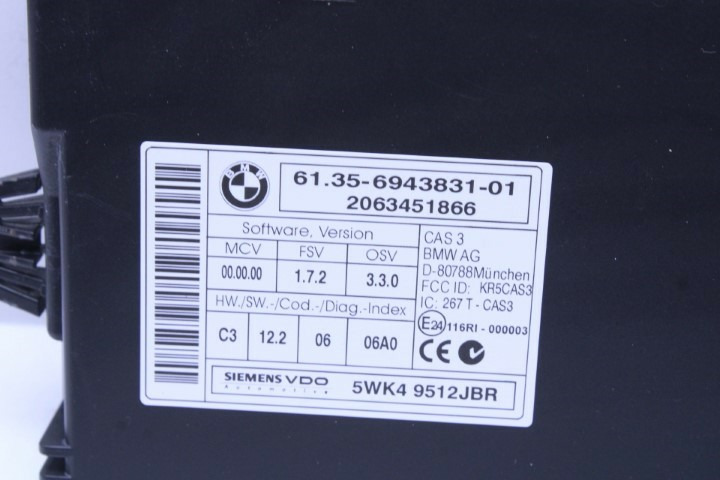 BMW
61.35-6943831-01
2063451866
Software, Version
MCV FSV OSV
00.00.00 1.7.2 3.3.0
HW./SW.-/Cod.-/Diag.-Index
C3 12.2 06 06A0
CAS 3
BMW AG
D-80788München
FCC ID: KR5CAS3
IC: 267 T - CAS3
E24 116RI - 000003
CE
SIEMENS VDO
Automotive
5WK4 9512JBR